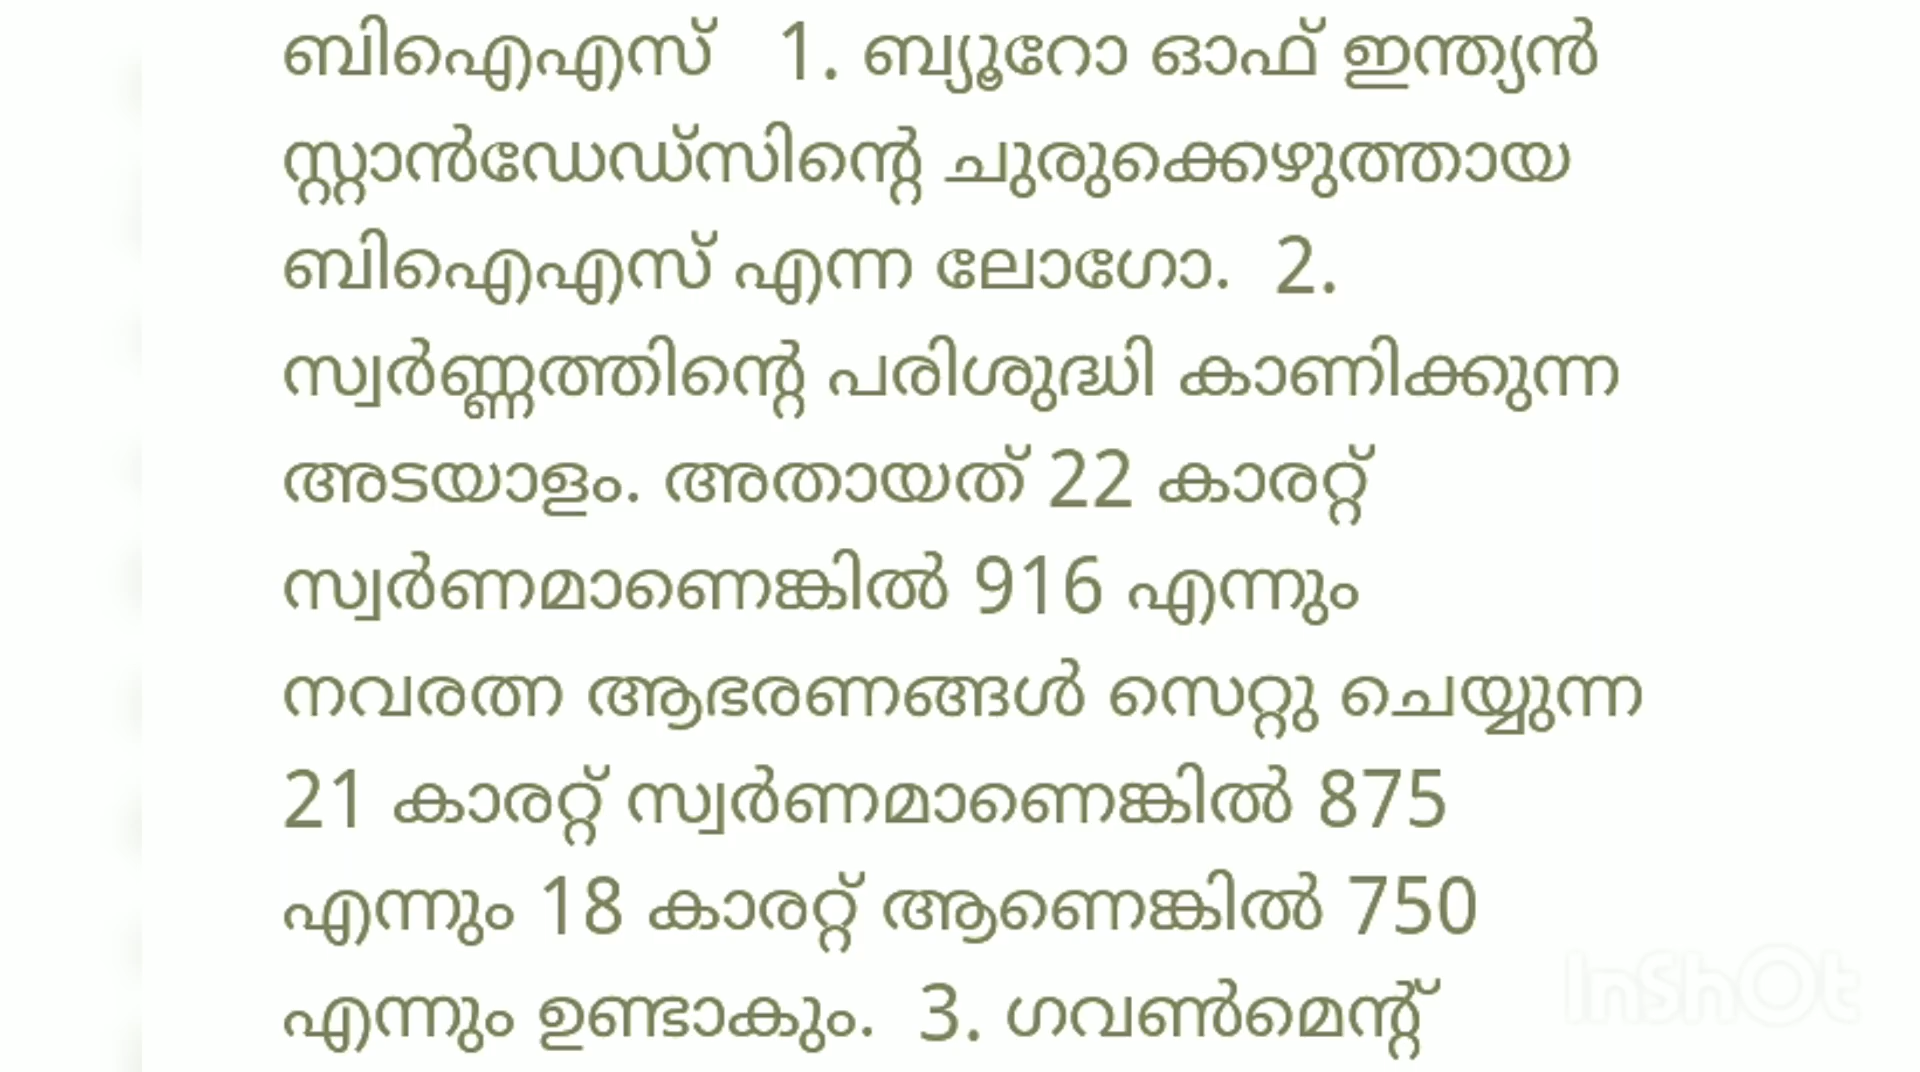 ബിഐഎസ് 1. ബ്യൂറോ ഓഫ് ഇന്ത്യൻ
സ്റ്റാൻഡേഡ്സിന്റെ ചുരുക്കെഴുത്തായ
ബിഐഎസ് എന്ന ലോഗോ. 2.
സ്വർണ്ണത്തിന്റെ പരിശുദ്ധി കാണിക്കുന്ന
അടയാളം. അതായത് 22 കാരറ്റ്
സ്വർണമാണെങ്കിൽ 916 എന്നും
നവരത്ന ആഭരണങ്ങൾ സെറ്റു ചെയ്യുന്ന
21 കാരറ്റ് സ്വർണമാണെങ്കിൽ 875
എന്നും 18 കാരറ്റ് ആണെങ്കിൽ 750
എന്നും ഉണ്ടാകും. 3. ഗവൺമെന്റ്
InShOt